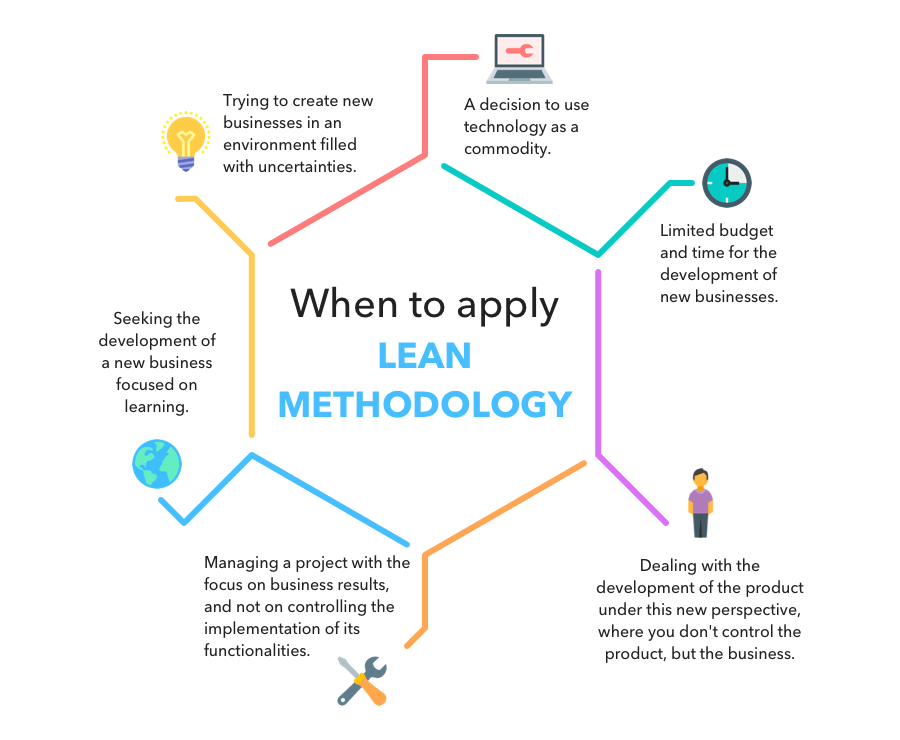 Trying to create new
businesses in an
environment filled
with uncertainties.
A decision to use
technology as a
commodity.
Limited budget
and time for the
development of
new businesses.
When to apply
LEAN
METHODOLOGY
Seeking the
development of
a new business
focused on
learning.
Managing a project with the
focus on business results,
and not on controlling the
implementation of its
functionalities.
Dealing with the
development of the product
under this new perspective,
where you don't control the
product, but the business.